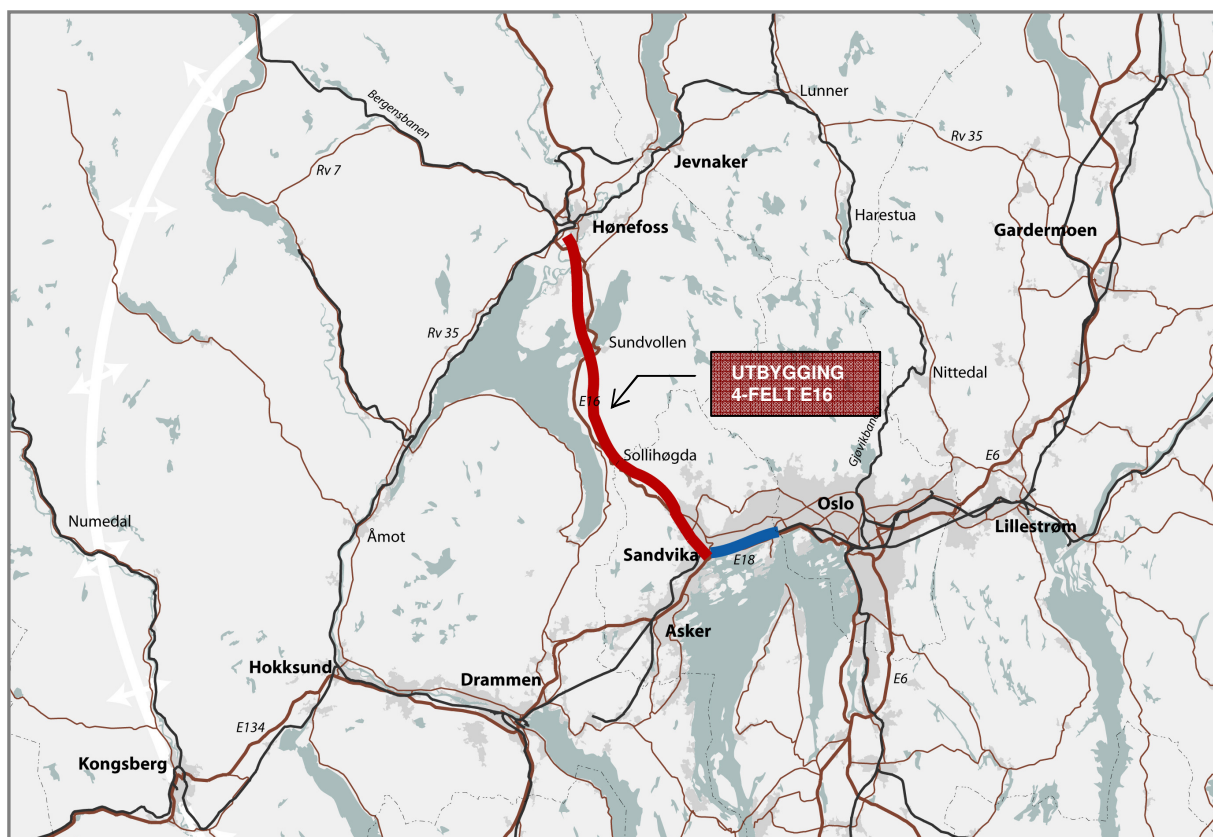 Lunner
Bergensbanen
Rv 35
Jevnaker
Rv 7
Harestua
Hønefoss
Gardermoen
Rv 35
Sundvollen
UTBYGGING
4-FELT E16
Nittedal
E16
Gjøvikbane
Sollihøgda
E6
Oslo
Numedal
Lillestrøm
Åmot
Sandvika
E18
Asker
Hokksund
Drammen
E6
E134
Kongsberg